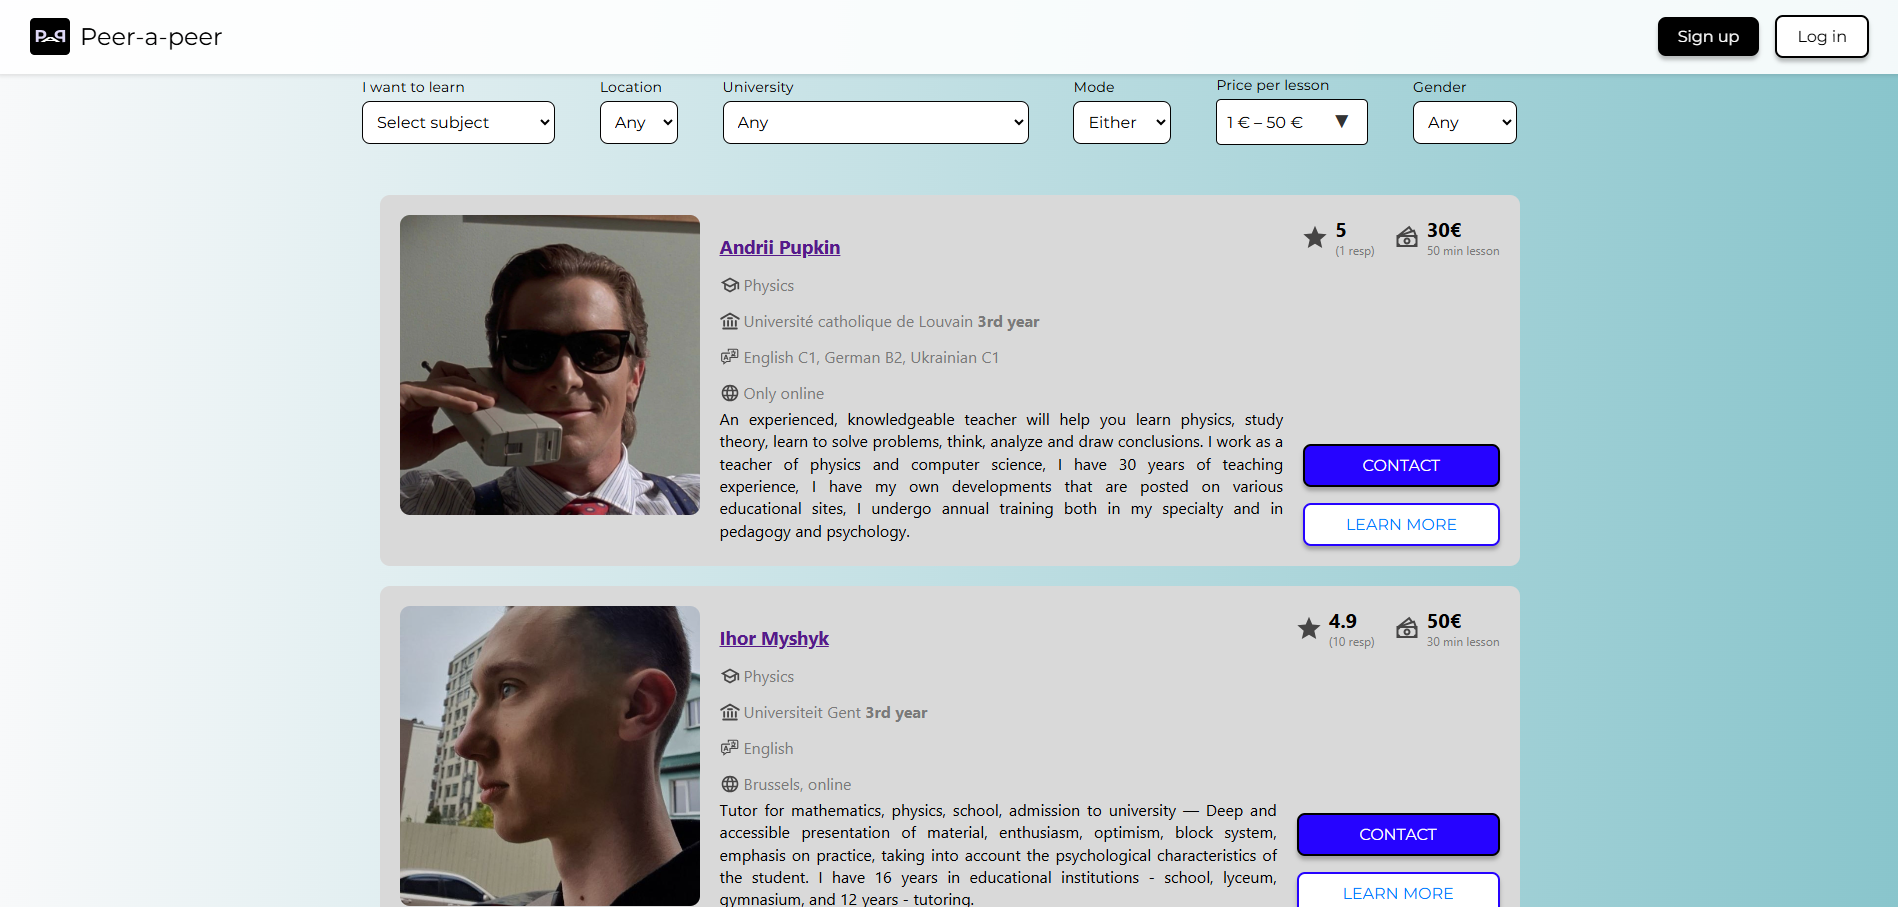 PaP Peer-a-peer
Sign up
Log in
I want to learn
Location
University
Mode
Price per lesson
Gender
Select subject
Any
Any
Either
1 € – 50 €
Any
Andrii Pupkin
5
(1 resp)
30€
50 min lesson
Physics
Université catholique de Louvain 3rd year
English C1, German B2, Ukrainian C1
Only online
An experienced, knowledgeable teacher will help you learn physics, study
theory, learn to solve problems, think, analyze and draw conclusions. I work as a
teacher of physics and computer science, I have 30 years of teaching
experience, I have my own developments that are posted on various
educational sites, I undergo annual training both in my specialty and in
pedagogy and psychology.
CONTACT
LEARN MORE
Ihor Myshyk
4.9
(10 resp)
50€
30 min lesson
Physics
Universiteit Gent 3rd year
English
Brussels, online
Tutor for mathematics, physics, school, admission to university — Deep and
accessible presentation of material, enthusiasm, optimism, block system,
emphasis on practice, taking into account the psychological characteristics of
the student. I have 16 years in educational institutions - school, lyceum,
gymnasium, and 12 years - tutoring.
CONTACT
LEARN MORE